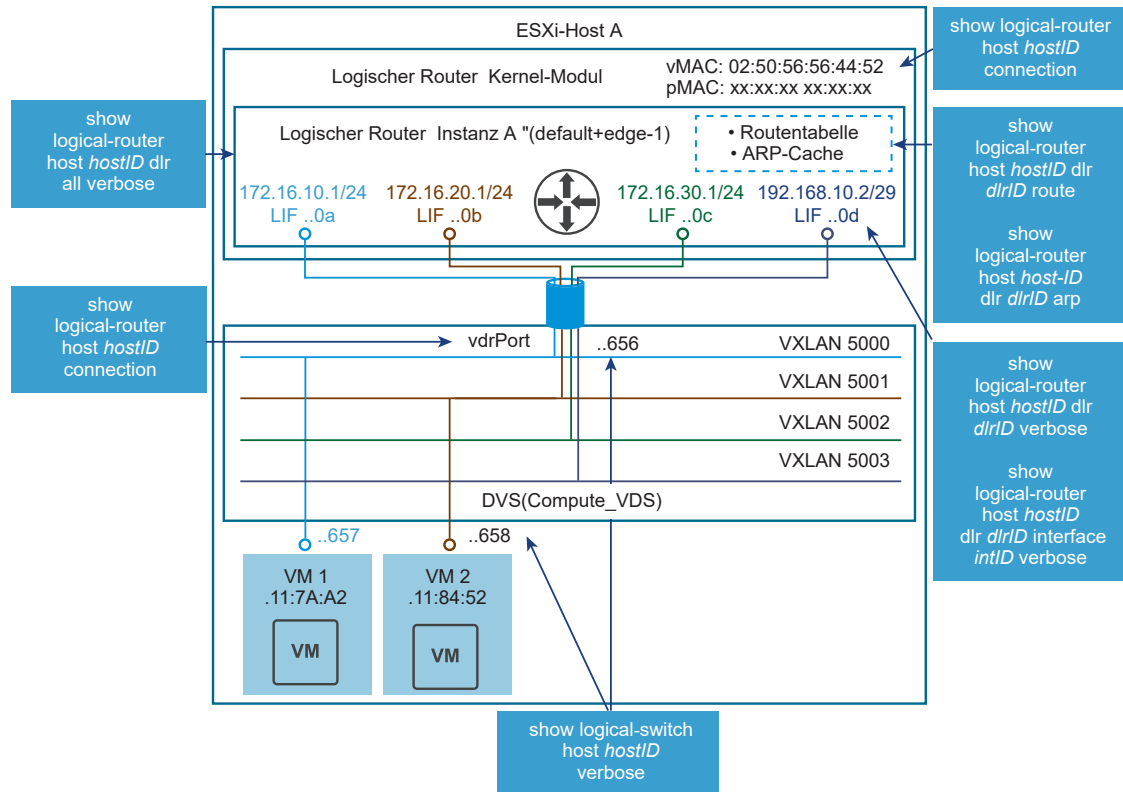 ESXi-Host A
Logischer Router Kernel-Modul
vMAC: 02:50:56:56:44:52
pMAC: xx:xx:xx xx:xx:xx
Logischer Router Instanz A "(default+edge-1)
• Routentabelle
• ARP-Cache
172.16.10.1/24
LIF ..0a
172.16.20.1/24
LIF ..0b
172.16.30.1/24
LIF ..0c
192.168.10.2/29
LIF ..0d
vdrPort
..656
VXLAN 5000
VXLAN 5001
VXLAN 5002
VXLAN 5003
DVS(Compute_VDS)
..657
..658
VM 1
.11:7A:A2
VM
VM 2
.11:84:52
VM
show
logical-router
host hostID dlr
all verbose
show
logical-router
host hostID
connection
show logical-router
host hostID
connection
show
logical-router
host hostID dlr
dlrID route
show
logical-router
host host-ID
dlr dlrID arp
show
logical-router
host hostID dlr
dlrID verbose
show
logical-router
host hostID
dlr dlrID interface
intID verbose
show logical-switch
host hostID
verbose